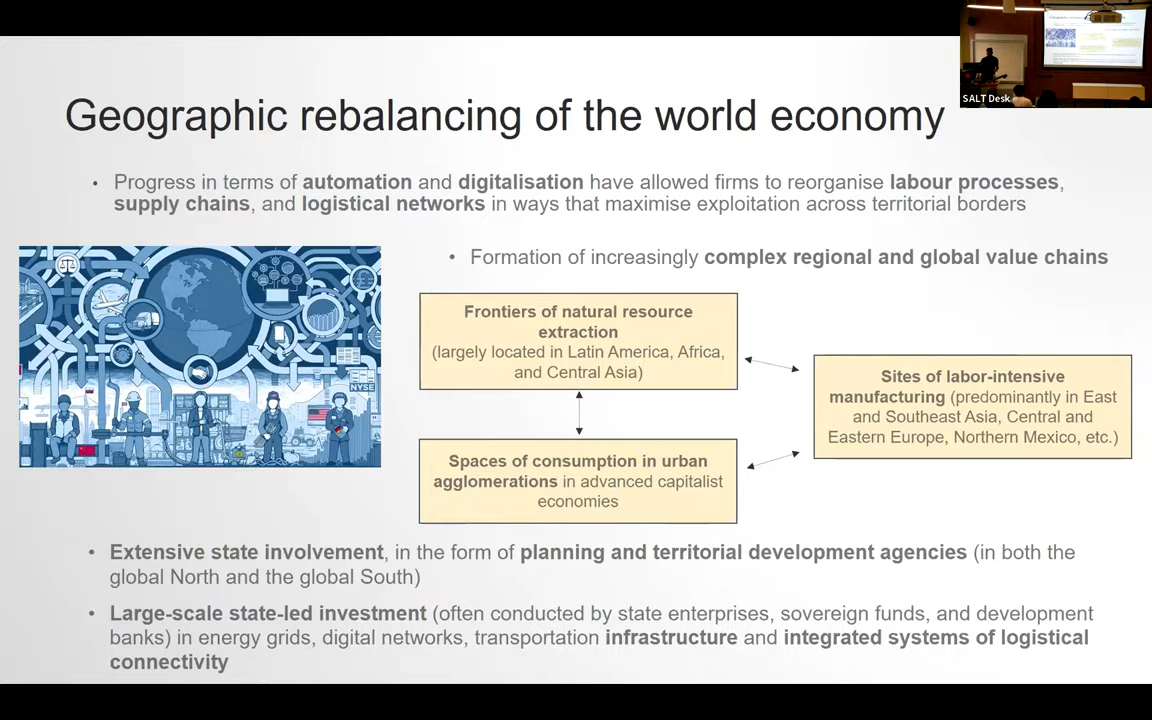 SALT Desk
Geographic rebalancing of the world economy
• Progress in terms of automation and digitalisation have allowed firms to reorganise labour processes,
supply chains, and logistical networks in ways that maximise exploitation across territorial borders
• Formation of increasingly complex regional and global value chains
NYSE
Frontiers of natural resource
extraction
(largely located in Latin America, Africa,
and Central Asia)
Sites of labor-intensive
manufacturing (predominantly in East
and Southeast Asia, Central and
Eastern Europe, Northern Mexico, etc.)
Spaces of consumption in urban
agglomerations in advanced capitalist
economies
• Extensive state involvement, in the form of planning and territorial development agencies (in both the
global North and the global South)
• Large-scale state-led investment (often conducted by state enterprises, sovereign funds, and development
banks) in energy grids, digital networks, transportation infrastructure and integrated systems of logistical
connectivity